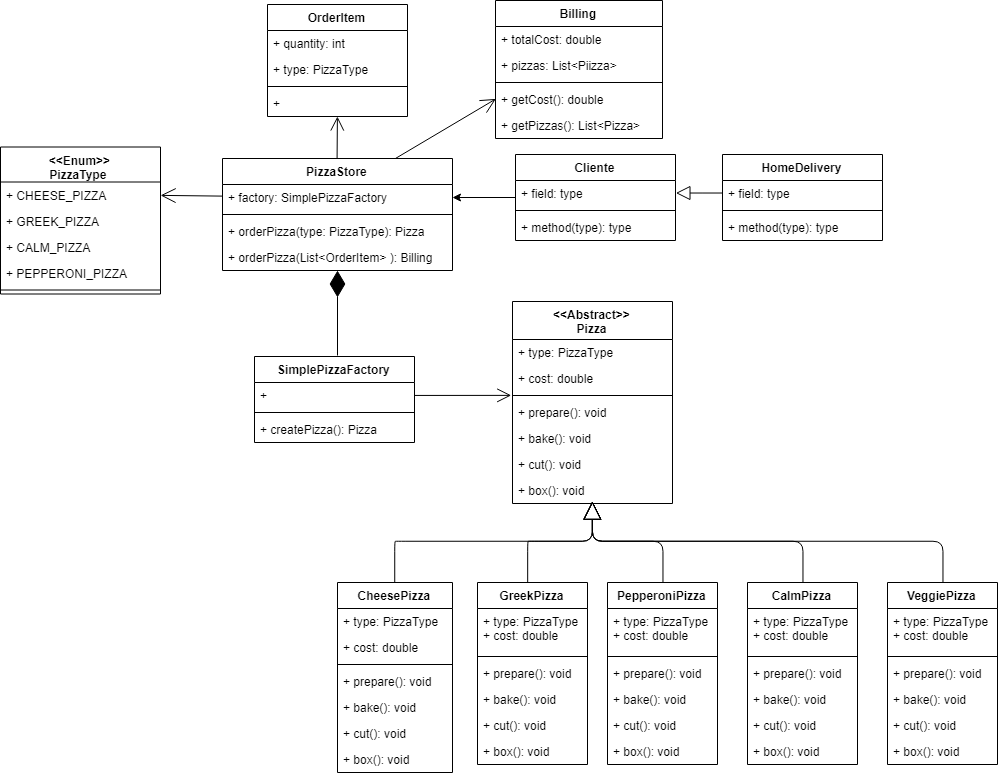 OrderItem
+ quantity: int
+ type: PizzaType
+
Billing
+ totalCost: double
+ pizzas: List<Piizza>
+ getCost(): double
+ getPizzas(): List<Pizza>
<<Enum>>
PizzaType
+ CHEESE_PIZZA
+ GREEK_PIZZA
+ CALM_PIZZA
+ PEPPERONI_PIZZA
PizzaStore
+ factory: SimplePizzaFactory
+ orderPizza(type: PizzaType): Pizza
+ orderPizza(List<OrderItem> ): Billing
Cliente
+ field: type
+ method(type): type
HomeDelivery
+ field: type
+ method(type): type
SimplePizzaFactory
+
+ createPizza(): Pizza
<<Abstract>>
Pizza
+ type: PizzaType
+ cost: double
+ prepare(): void
+ bake(): void
+ cut(): void
+ box(): void
CheesePizza
+ type: PizzaType
+ cost: double
+ prepare(): void
+ bake(): void
+ cut(): void
+ box(): void
GreekPizza
+ type: PizzaType
+ cost: double
+ prepare(): void
+ bake(): void
+ cut(): void
+ box(): void
PepperoniPizza
+ type: PizzaType
+ cost: double
+ prepare(): void
+ bake(): void
+ cut(): void
+ box(): void
CalmPizza
+ type: PizzaType
+ cost: double
+ prepare(): void
+ bake(): void
+ cut(): void
+ box(): void
VeggiePizza
+ type: PizzaType
+ cost: double
+ prepare(): void
+ bake(): void
+ cut(): void
+ box(): void